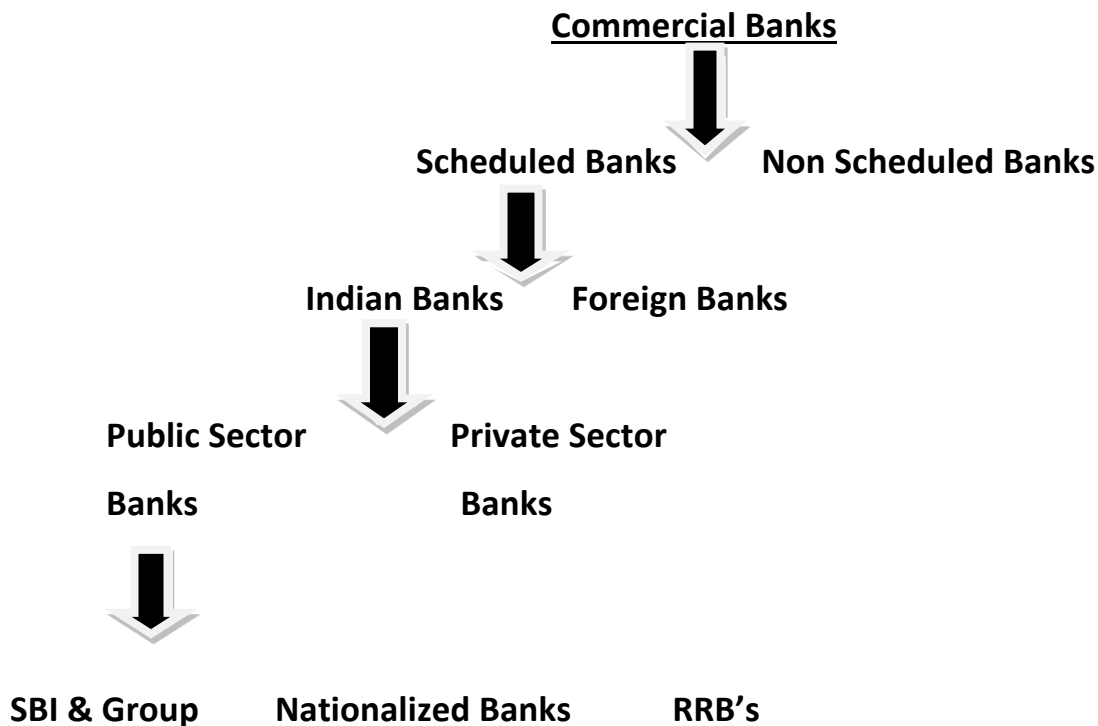 Commercial Banks
Scheduled Banks Non Scheduled Banks
Indian Banks Foreign Banks
Public Sector Private Sector
Banks Banks
SBI & Group Nationalized Banks RRB’s